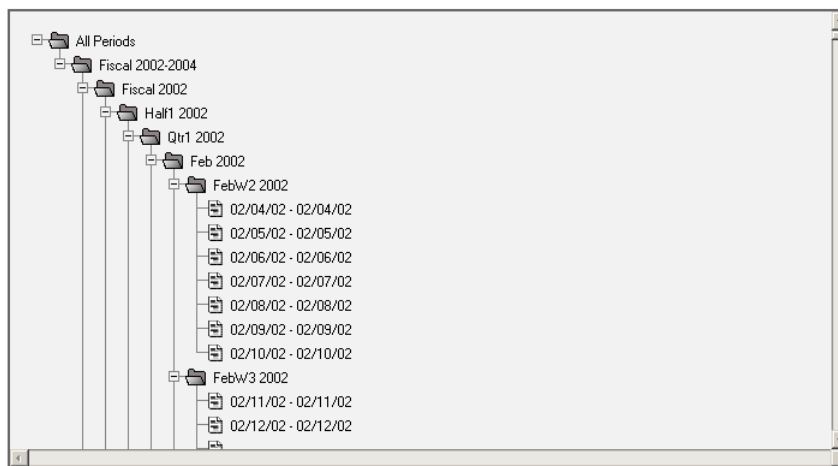 All Periods
Fiscal 2002-2004
Fiscal 2002
Half1 2002
Qtr1 2002
Feb 2002
FebW2 2002
02/04/02 - 02/04/02
02/05/02 - 02/05/02
02/06/02 - 02/06/02
02/07/02 - 02/07/02
02/08/02 - 02/08/02
02/09/02 - 02/09/02
02/10/02 - 02/10/02
FebW3 2002
02/11/02 - 02/11/02
02/12/02 - 02/12/02